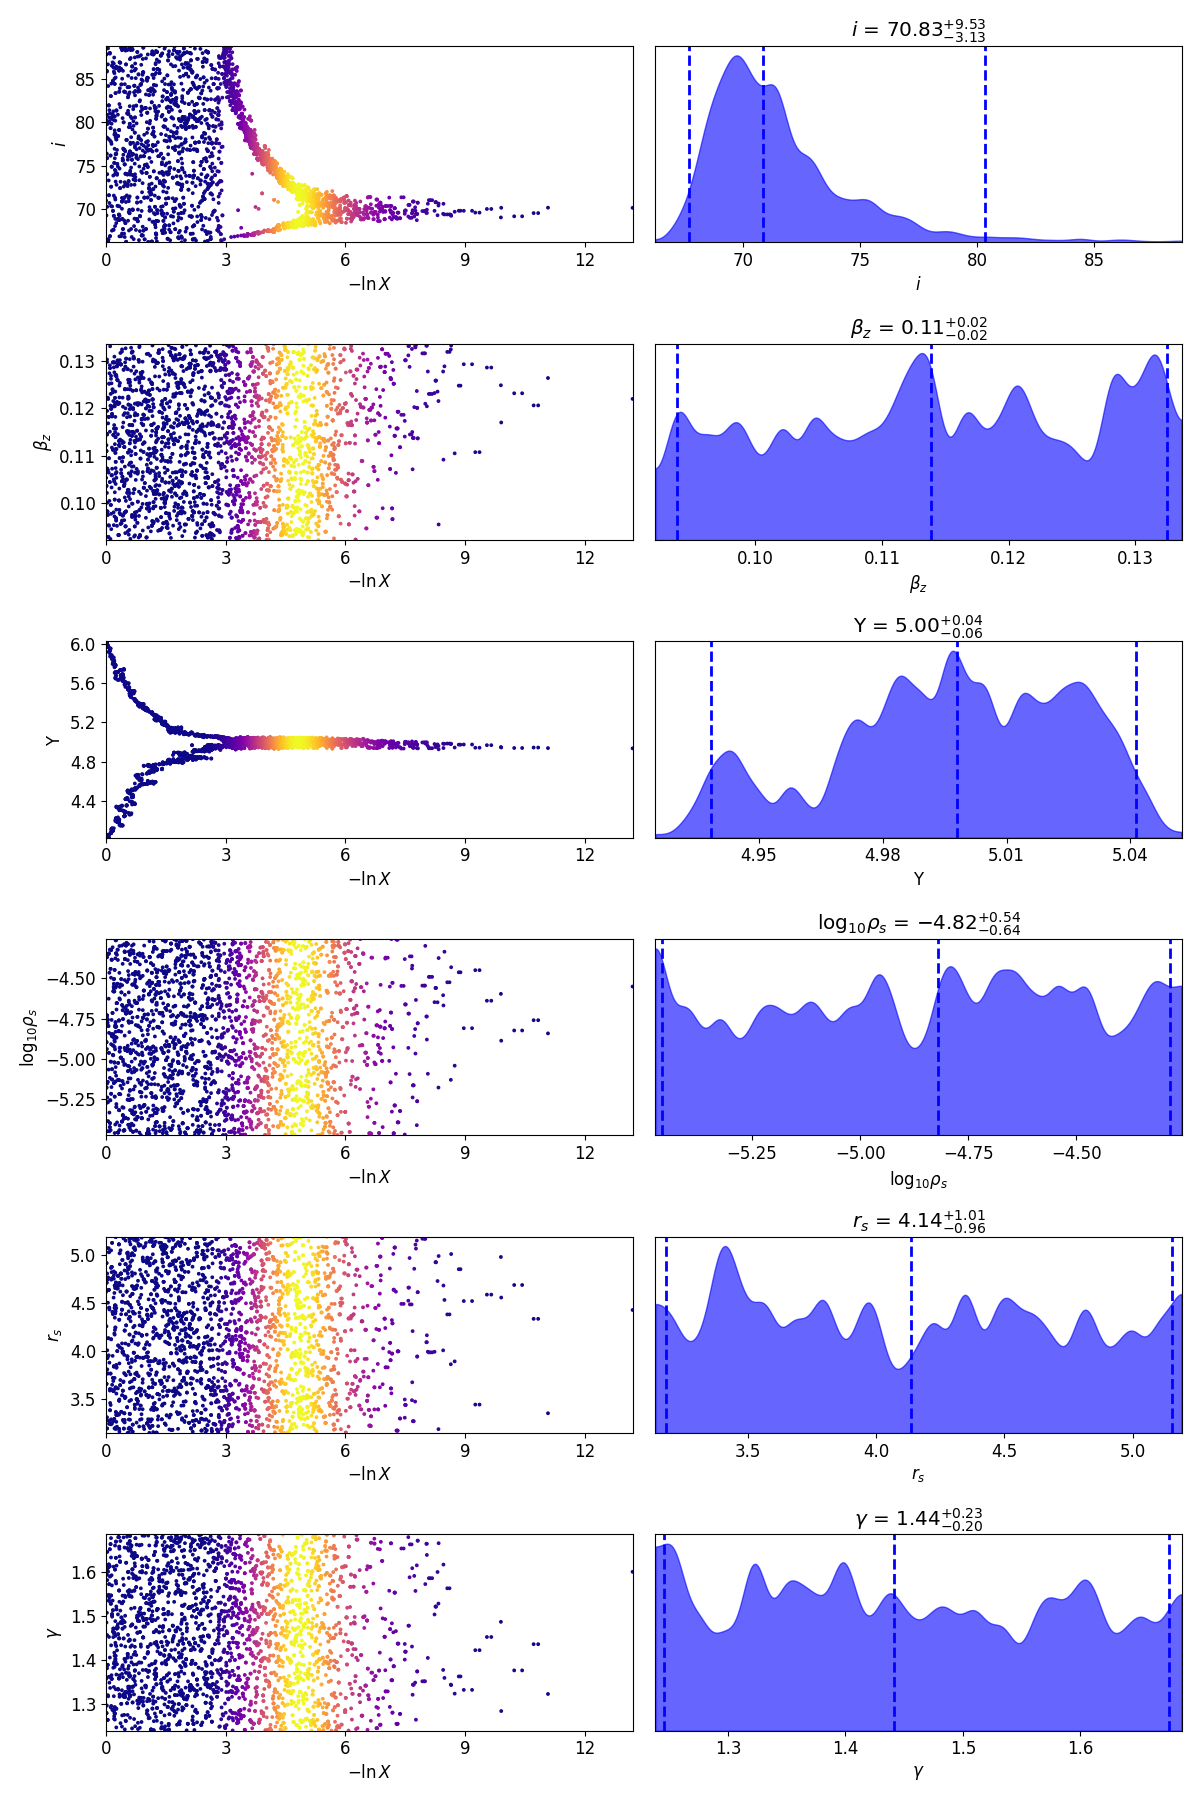 i = 70.83+9.53−3.13
85
80
75
70
i
0 3 6 9 12
−ln X
70 75 80 85
i
βz = 0.11+0.02−0.02
0.13
0.12
0.11
0.10
βz
0 3 6 9 12
−ln X
0.10 0.11 0.12 0.13
βz
Y = 5.00+0.04−0.06
6.0
5.6
5.2
4.8
4.4
Y
0 3 6 9 12
−ln X
4.95 4.98 5.01 5.04
Y
log10ρs = −4.82+0.54−0.64
−4.50
−4.75
−5.00
−5.25
log10ρs
0 3 6 9 12
−ln X
−5.25 −5.00 −4.75 −4.50
log10ρs
rs = 4.14+1.01−0.96
5.0
4.5
4.0
3.5
rs
0 3 6 9 12
−ln X
3.5 4.0 4.5 5.0
rs
γ = 1.44+0.23−0.20
1.6
1.5
1.4
1.3
γ
0 3 6 9 12
−ln X
1.3 1.4 1.5 1.6
γ